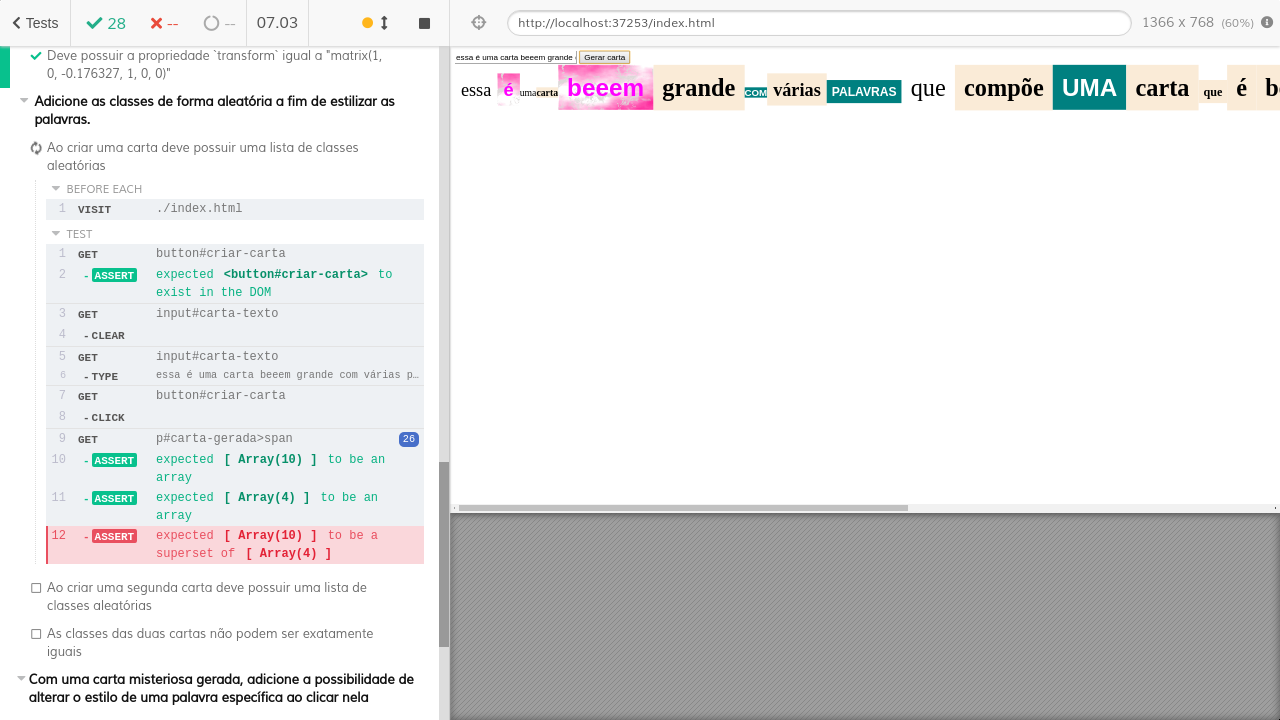 Tests
28
--
--
07.03
http://localhost:37253/index.html
1366 x 768 (60%)
Deve possuir a propriedade `transform` igual a "matrix(1,
0, -0.176327, 1, 0, 0)"
Adicione as classes de forma aleatória a fim de estilizar as
palavras.
Ao criar uma carta deve possuir uma lista de classes
aleatórias
BEFORE EACH
1 VISIT ./index.html
TEST
1 GET button#criar-carta
2 -ASSERT expected <button#criar-carta> to
exist in the DOM
3 GET input#carta-texto
4 -CLEAR
5 GET input#carta-texto
6 -TYPE essa é uma carta beeem grande com várias p…
7 GET button#criar-carta
8 -CLICK
9 GET p#carta-gerada>span 26
10 -ASSERT expected [ Array(10) ] to be an
array
11 -ASSERT expected [ Array(4) ] to be an
array
12 -ASSERT expected [ Array(10) ] to be a
superset of [ Array(4) ]
Ao criar uma segunda carta deve possuir uma lista de
classes aleatórias
As classes das duas cartas não podem ser exatamente
iguais
Com uma carta misteriosa gerada, adicione a possibilidade de
alterar o estilo de uma palavra específica ao clicar nela
essa é uma carta beeem grande Gerar carta
essa é uma carta beeem grande COM várias PALAVRAS que compõe UMA carta que é